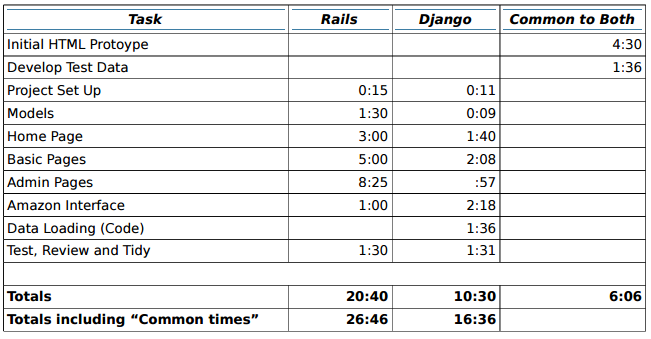 Task Rails Django Common to Both
Initial HTML Protoype 4:30
Develop Test Data 1:36
Project Set Up 0:15 0:11
Models 1:30 0:09
Home Page 3:00 1:40
Basic Pages 5:00 2:08
Admin Pages 8:25 :57
Amazon Interface 1:00 2:18
Data Loading (Code) 1:36
Test, Review and Tidy 1:30 1:31
Totals 20:40 10:30 6:06
Totals including “Common times” 26:46 16:36